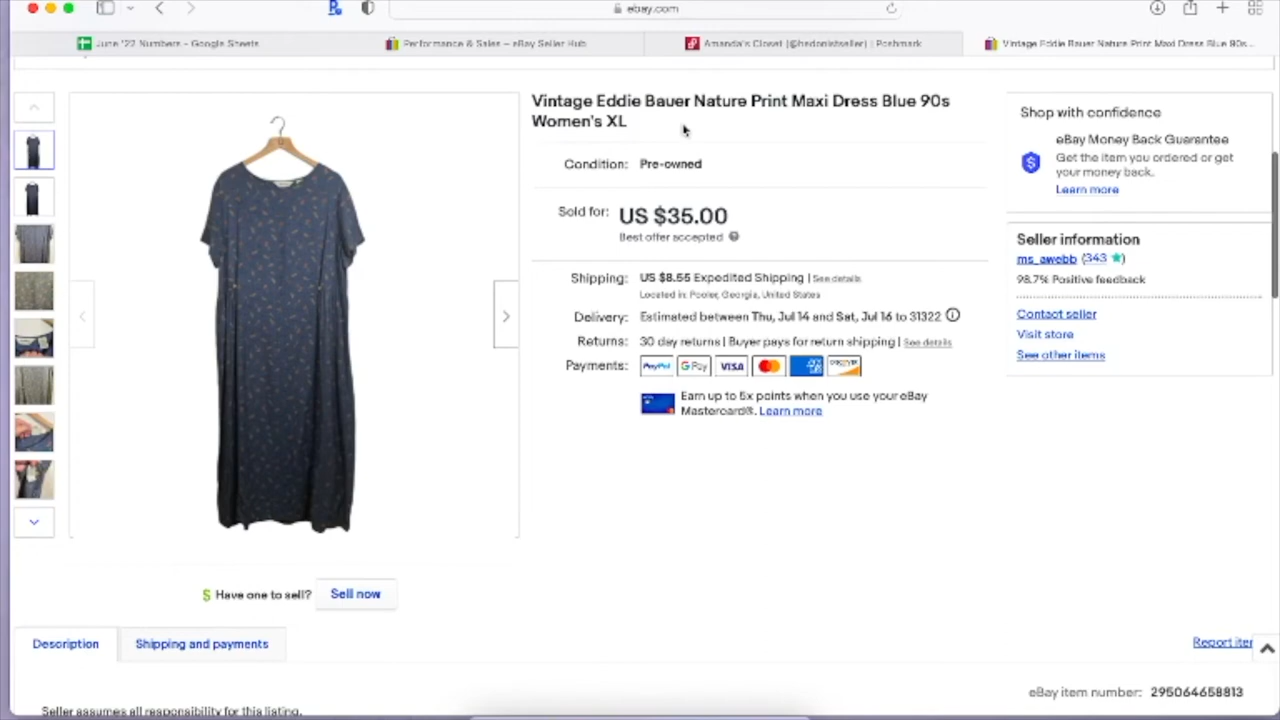 ebay.com
June '22 Numbers – Google Sheets
Performance & Sales – eBay Seller Hub
Amanda's Closet (@hedonistseller) | Poshmark
Vintage Eddie Bauer Nature Print Maxi Dress Blue 90s...
Vintage Eddie Bauer Nature Print Maxi Dress Blue 90s
Women's XL
Condition: Pre-owned
Sold for: US $35.00
Best offer accepted
Shipping: US $8.55 Expedited Shipping | See details
Located in: Pooler, Georgia, United States
Delivery: Estimated between Thu, Jul 14 and Sat, Jul 16 to 31322
Returns: 30 day returns | Buyer pays for return shipping | See details
Payments: PayPal G Pay VISA DISCOVER
Earn up to 5x points when you use your eBay
Mastercard®. Learn more
Shop with confidence
eBay Money Back Guarantee
Get the item you ordered or get
your money back.
Learn more
Seller information
ms_awebb (343)
98.7% Positive feedback
Contact seller
Visit store
See other items
Have one to sell? Sell now
Description
Shipping and payments
Report iter
eBay item number: 295064658813
Seller assumes all responsibility for this listing.